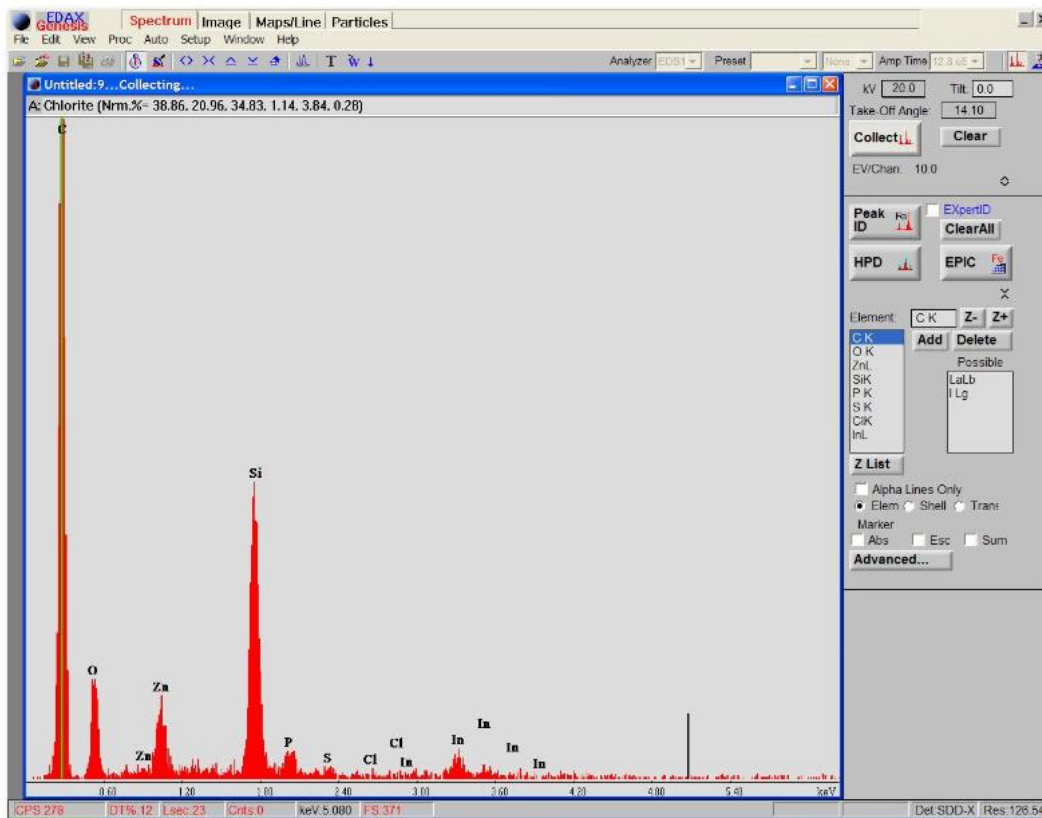 EDAX
Genesis
Spectrum Image Maps/Line Particles
File Edit View Proc Auto Setup Window Help
T W Analyzer EDS1 Preset None Amp Time 12.8 uS
Untitled:9...Collecting...
A: Chlorite (Nrm.%= 38.86, 20.96, 34.83, 1.14, 3.84, 0.28)
C
Si
O
Zn
Zn
P
S
Cl
Cl
In
In
In
In
In
0.60 1.20 1.80 2.40 3.00 3.60 4.20 4.80 5.40 keV
kV 20.0 Tilt: 0.0
Take-Off Angle: 14.10
Collect Clear
EV/Chan: 10.0
Peak ID EXpertID
ClearAll
HPD EPIC
Element: C K Z- Z+
Add Delete
C K
O K
ZnL
SiK
P K
S K
ClK
InL
Possible
LaLb
I Lg
Z List
Alpha Lines Only
Elem Shell Trans
Marker
Abs Esc Sum
Advanced...
CPS:278 DT%:12 Lsec:23 Cnts:0 keV:5.080 FS:371 Det:SDD-X Res:126.54